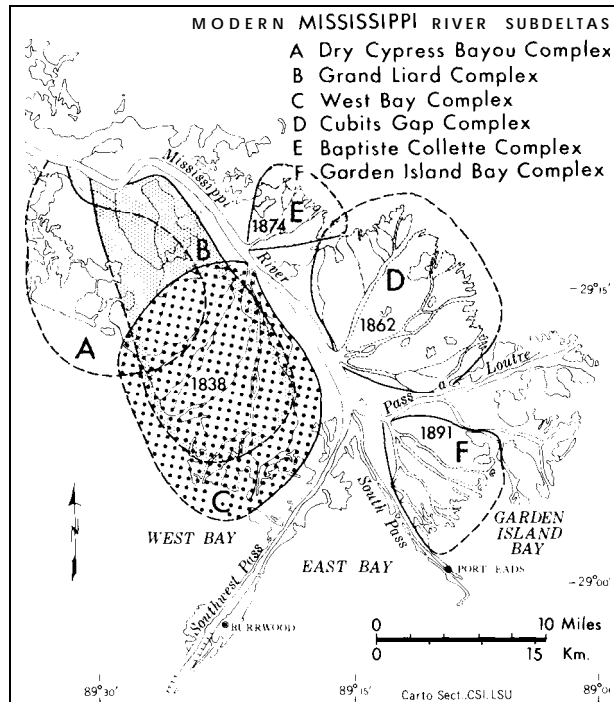 MODERN MISSISSIPPI RIVER SUBDELTAS
A Dry Cypress Bayou Complex
B Grand Liard Complex
C West Bay Complex
D Cubits Gap Complex
E Baptiste Collette Complex
F Garden Island Bay Complex
Mississippi
River
E
1874
B
D
1862
A
1838
C
29°15'
Pass a Loutre
1891
F
South Pass
GARDEN
ISLAND
BAY
N
WEST BAY
EAST BAY
PORT EADS
Southwest Pass
BURRWOOD
29°00'
0 10 Miles
0 15 Km.
89°30'
89°15'
89°0
Carto Sect., CSI, LSU